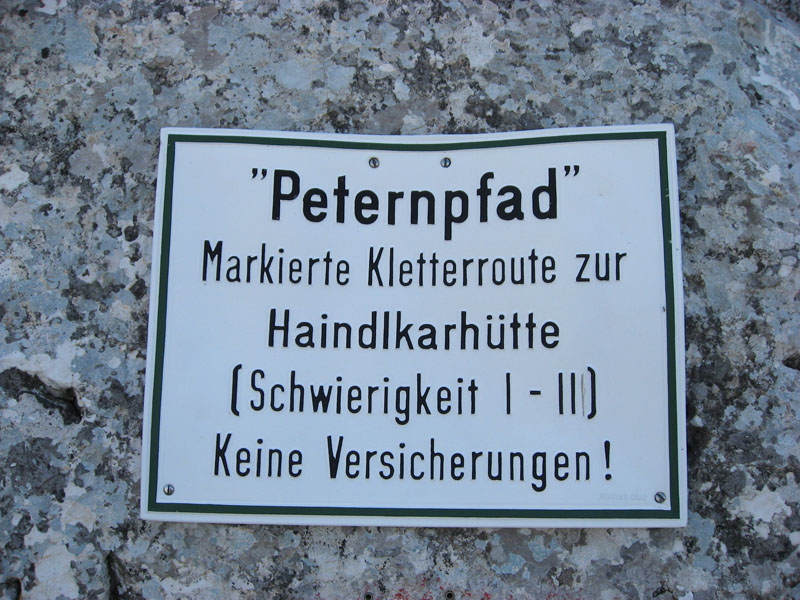 "Peternpfad"
Markierte Kletterroute zur
Haindlkarhütte
(Schwierigkeit I - II)
Keine Versicherungen!